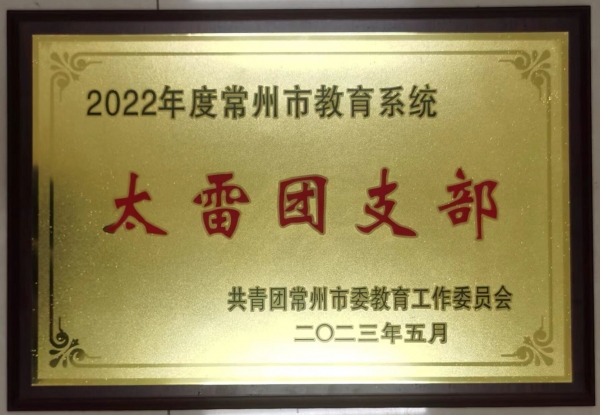 2022年度常州市教育系统
太雷团支部
共青团常州市委教育工作委员会
二〇二三年五月